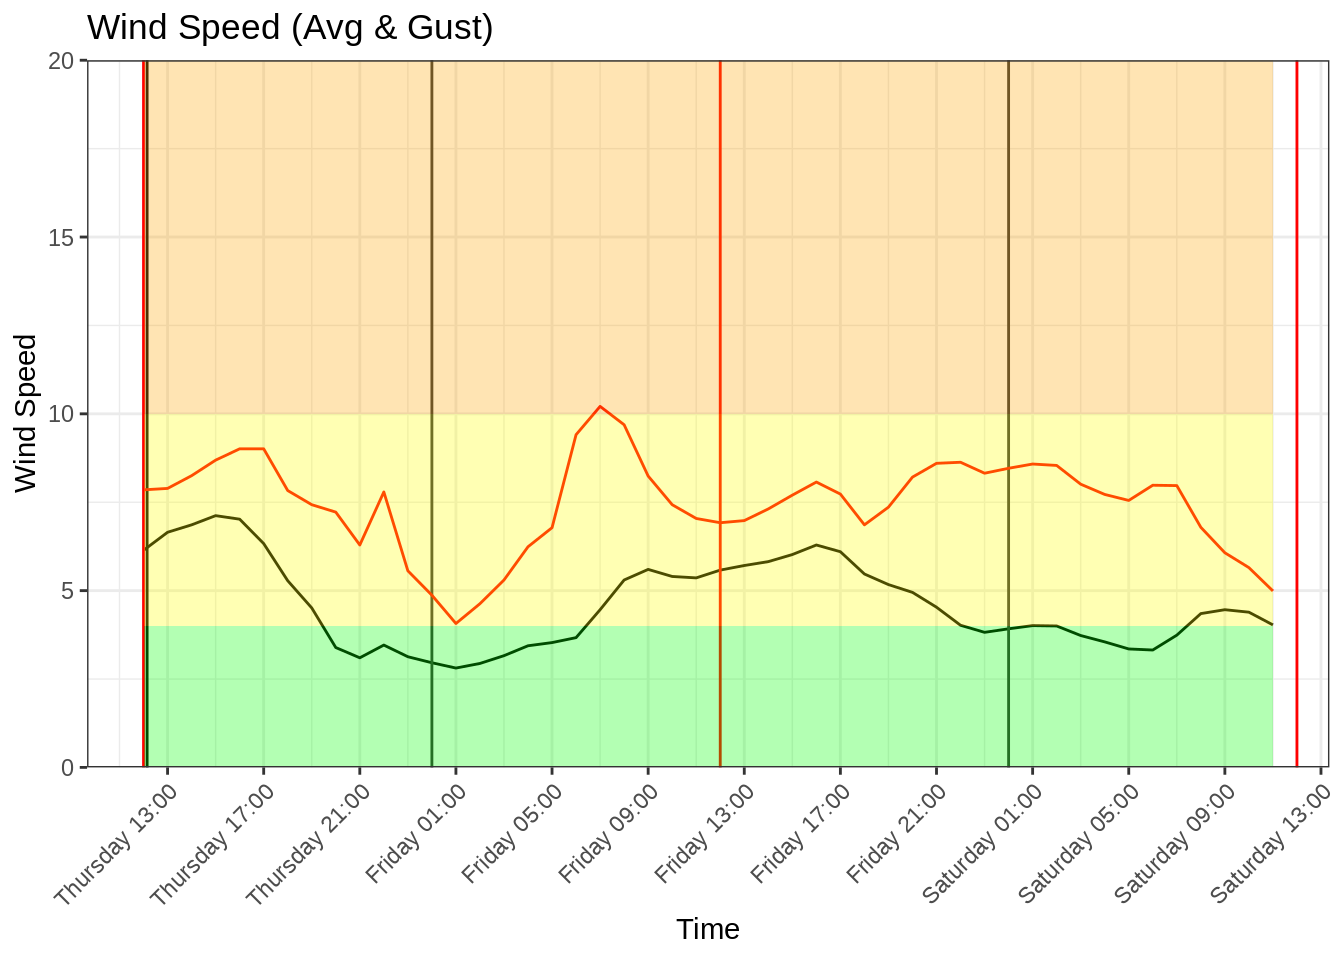 Wind Speed (Avg & Gust)
20
15
10
5
0
Wind Speed
Thursday 13:00
Thursday 17:00
Thursday 21:00
Friday 01:00
Friday 05:00
Friday 09:00
Friday 13:00
Friday 17:00
Friday 21:00
Saturday 01:00
Saturday 05:00
Saturday 09:00
Saturday 13:00
Time